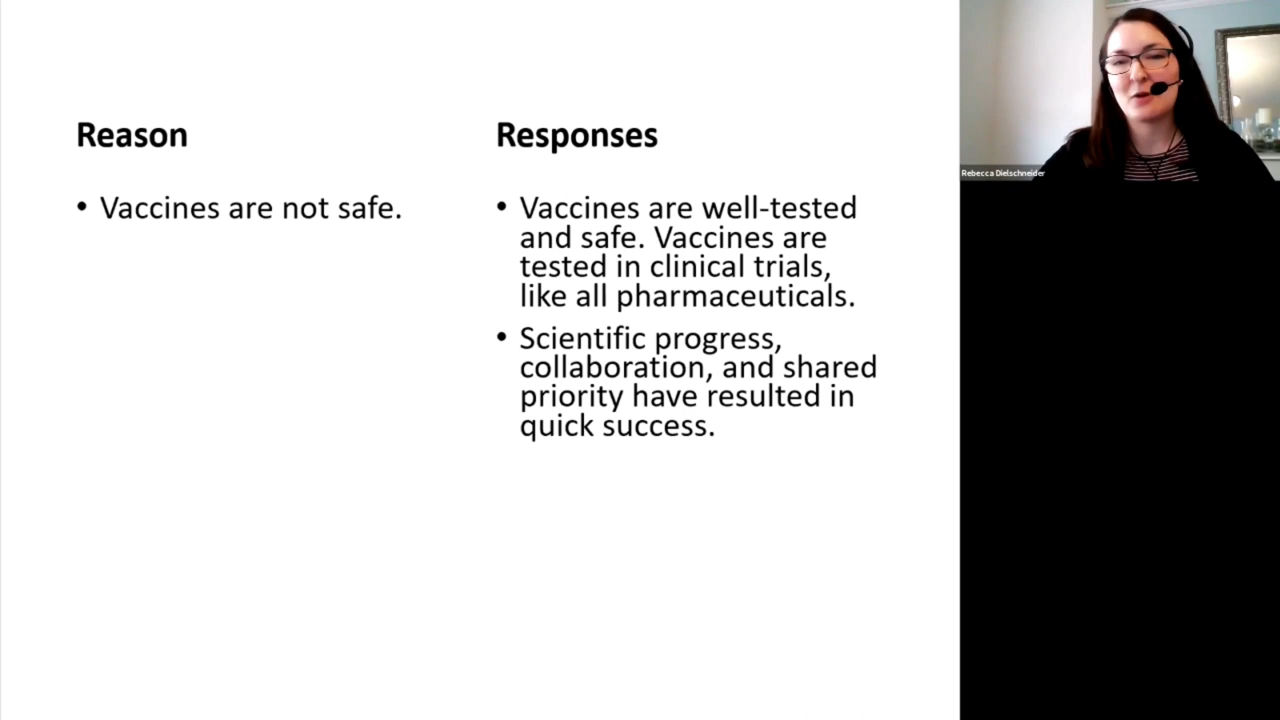 Reason
• Vaccines are not safe.
Responses
• Vaccines are well-tested
and safe. Vaccines are
tested in clinical trials,
like all pharmaceuticals.
• Scientific progress,
collaboration, and shared
priority have resulted in
quick success.
Rebecca Dielschneider